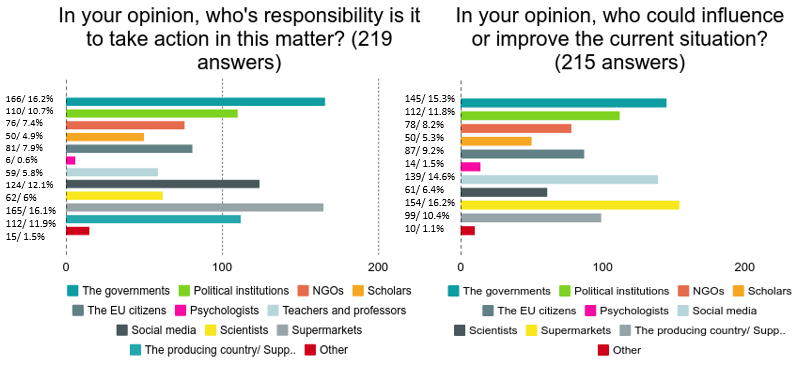 In your opinion, who's responsibility is it
to take action in this matter? (219
answers)
166/ 16.2%
110/ 10.7%
76/ 7.4%
50/ 4.9%
81/ 7.9%
6/ 0.6%
59/ 5.8%
124/ 12.1%
62/ 6%
165/ 16.1%
112/ 11.9%
15/ 1.5%
0 100 200
The governments Political institutions NGOs Scholars
The EU citizens Psychologists Teachers and professors
Social media Scientists Supermarkets
The producing country/ Supp.. Other
In your opinion, who could influence
or improve the current situation?
(215 answers)
145/ 15.3%
112/ 11.8%
78/ 8.2%
50/ 5.3%
87/ 9.2%
14/ 1.5%
139/ 14.6%
61/ 6.4%
154/ 16.2%
99/ 10.4%
10/ 1.1%
0 100 200
The governments Political institutions NGOs Scholars
The EU citizens Psychologists Social media
Scientists Supermarkets The producing country/ Supp..
Other